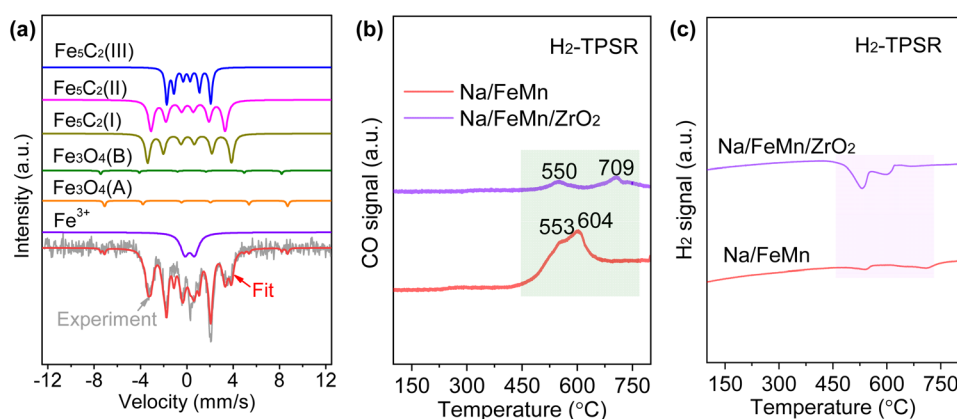 (a)
Fe₅C₂(III)
Fe₅C₂(II)
Fe₅C₂(I)
Fe₃O₄(B)
Fe₃O₄(A)
Fe³⁺
Fit
Experiment
Intensity (a.u.)
-12 -8 -4 0 4 8 12
Velocity (mm/s)
(b)
H₂-TPSR
Na/FeMn
Na/FeMn/ZrO₂
550 709
553 604
CO signal (a.u.)
150 300 450 600 750
Temperature (°C)
(c)
H₂-TPSR
Na/FeMn/ZrO₂
Na/FeMn
H₂ signal (a.u.)
150 300 450 600 750
Temperature (°C)